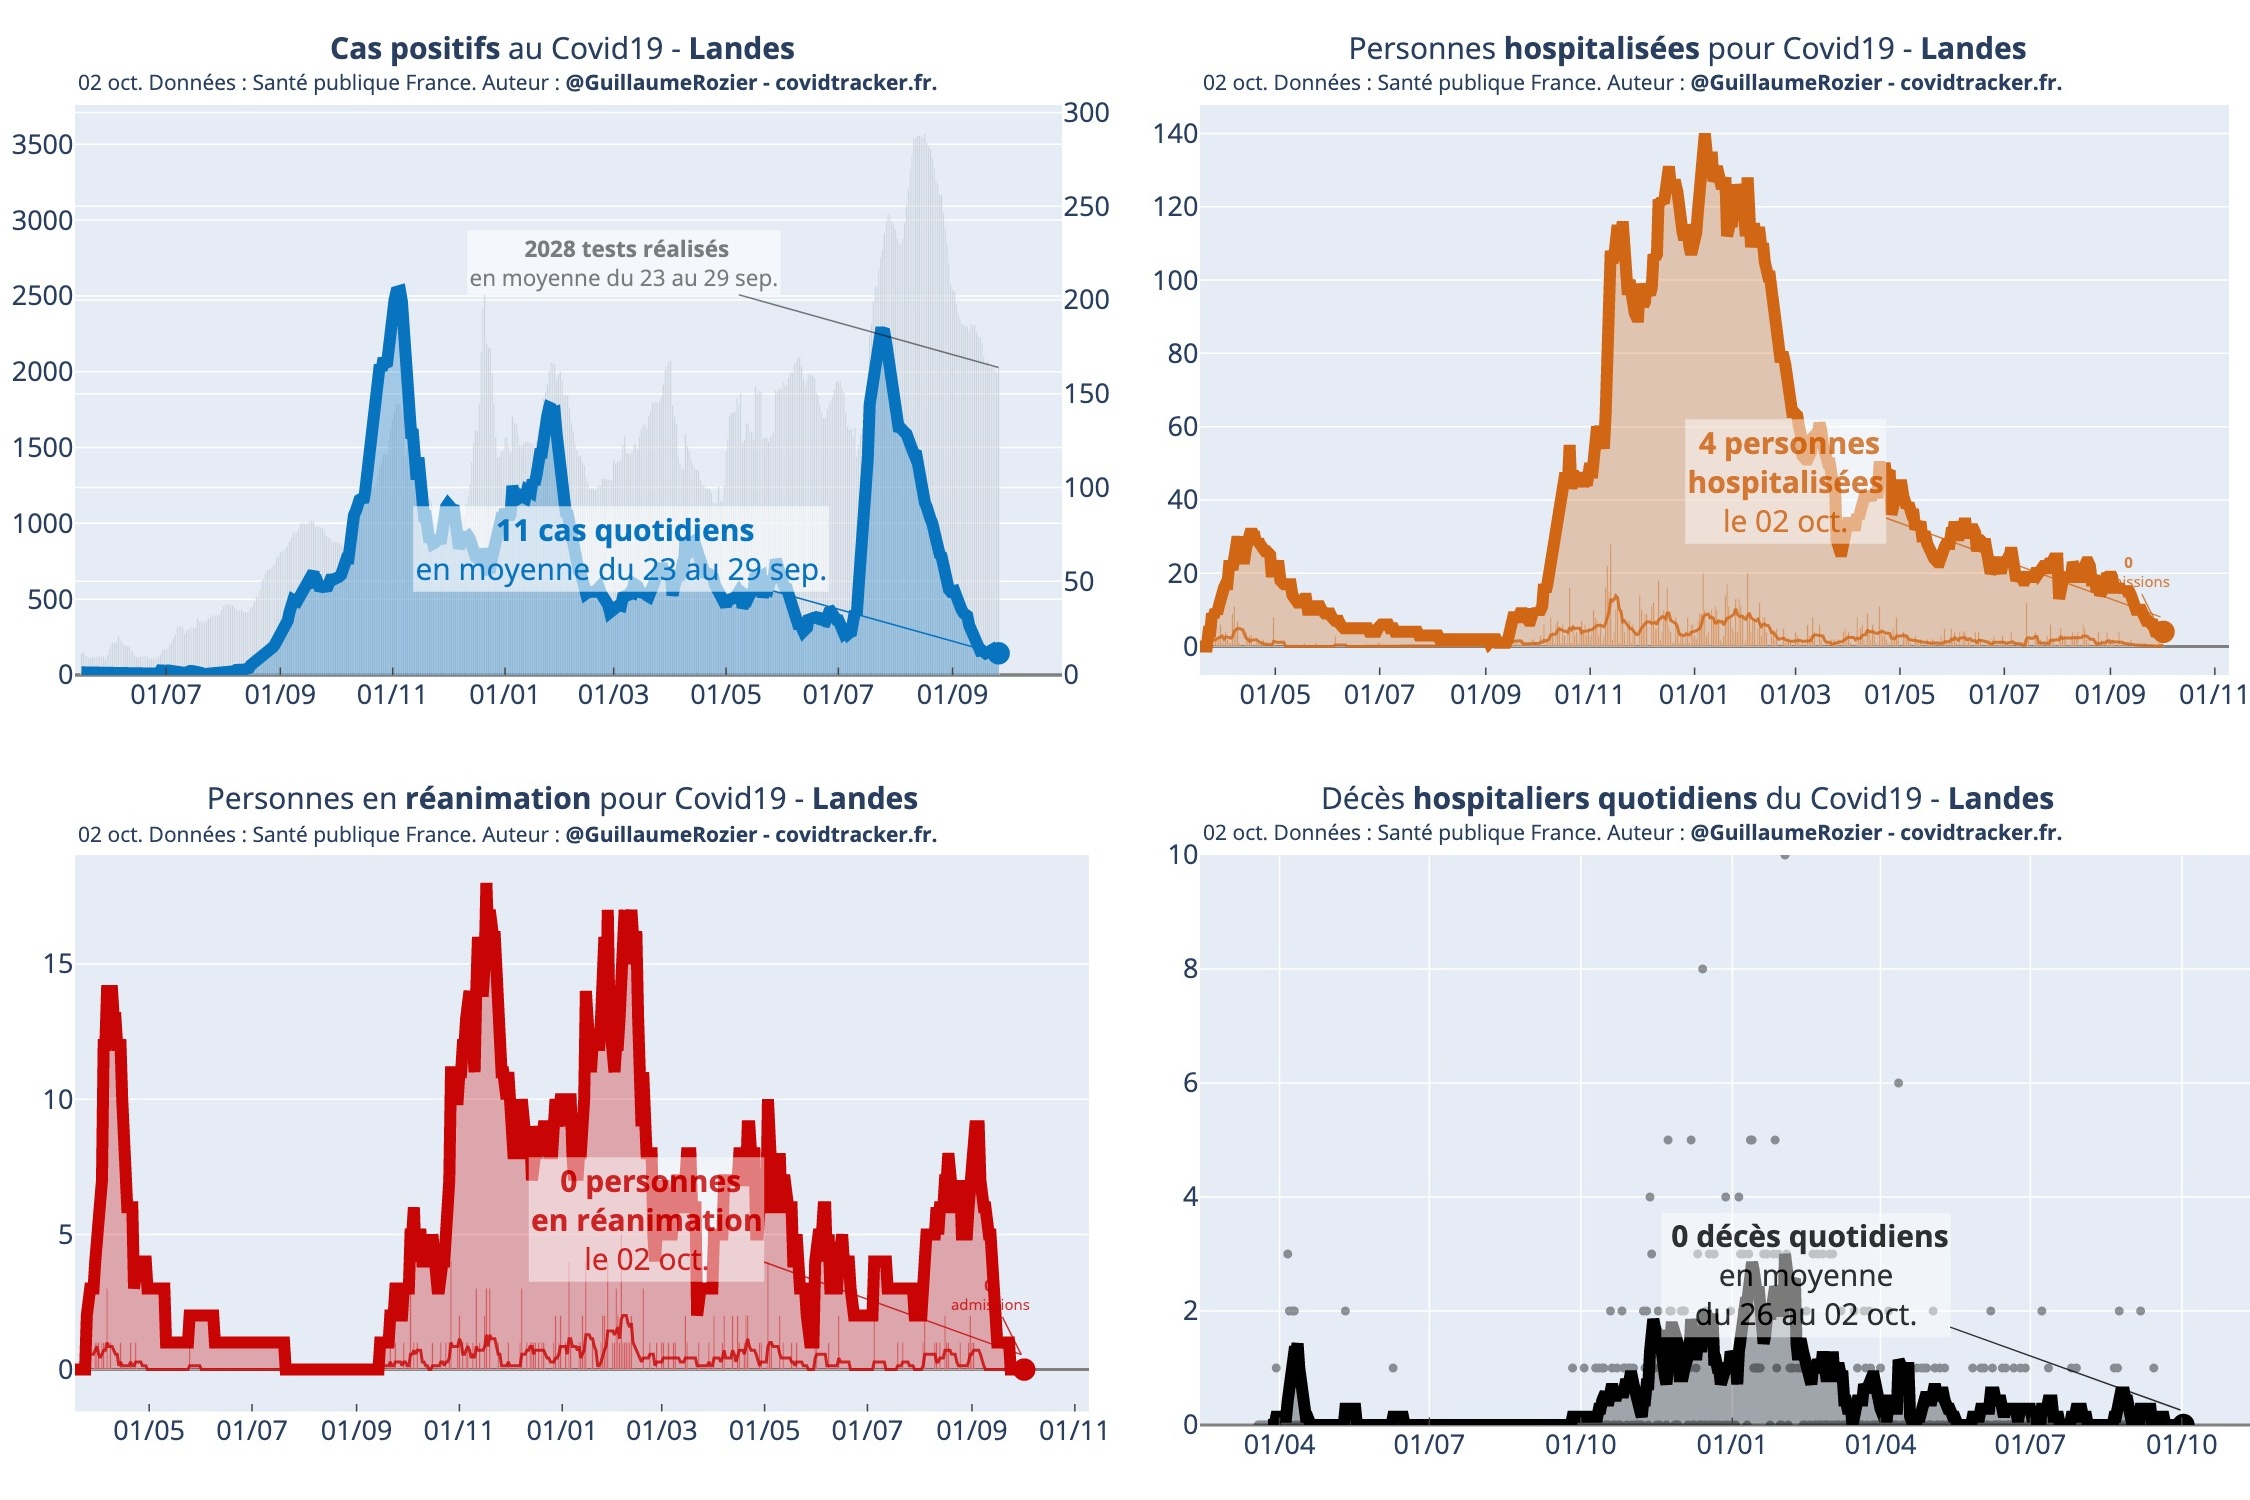 Cas positifs au Covid19 - Landes
02 oct. Données : Santé publique France. Auteur : @GuillaumeRozier - covidtracker.fr.
300
3500
250
3000
2028 tests réalisés
en moyenne du 23 au 29 sep.
2500
200
2000
150
1500
100
1000
11 cas quotidiens
en moyenne du 23 au 29 sep.
50
500
0
0
01/07 01/09 01/11 01/01 01/03 01/05 01/07 01/09
Personnes hospitalisées pour Covid19 - Landes
02 oct. Données : Santé publique France. Auteur : @GuillaumeRozier - covidtracker.fr.
140
120
100
80
60
4 personnes
hospitalisées
le 02 oct.
40
0
20
0
01/05 01/07 01/09 01/11 01/01 01/03 01/05 01/07 01/09 01/11
Personnes en réanimation pour Covid19 - Landes
02 oct. Données : Santé publique France. Auteur : @GuillaumeRozier - covidtracker.fr.
15
10
0 personnes
en réanimation
le 02 oct.
5
admissions
0
01/05 01/07 01/09 01/11 01/01 01/03 01/05 01/07 01/09 01/11
Décès hospitaliers quotidiens du Covid19 - Landes
02 oct. Données : Santé publique France. Auteur : @GuillaumeRozier - covidtracker.fr.
10
8
6
4
0 décès quotidiens
en moyenne
du 26 au 02 oct.
2
0
01/04 01/07 01/10 01/01 01/04 01/07 01/10